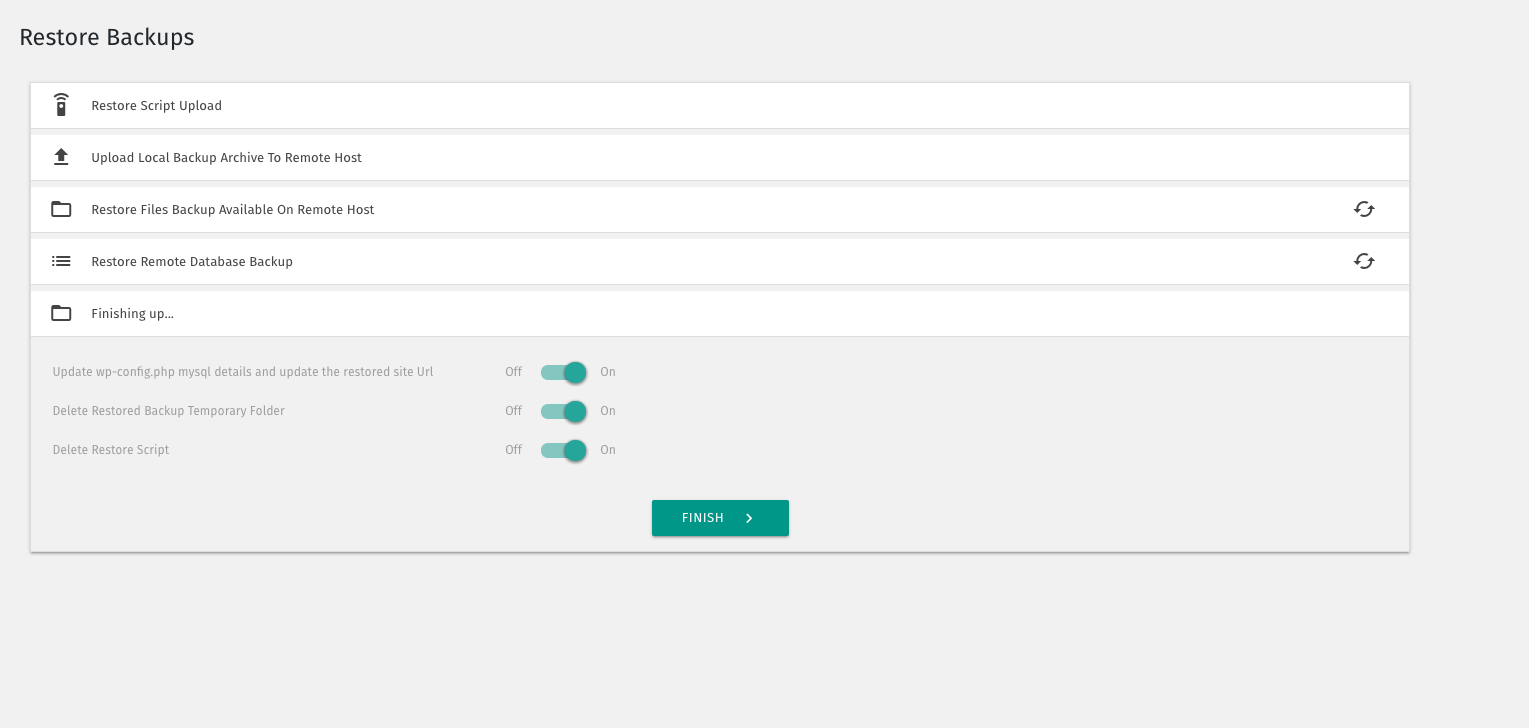 Restore Backups
Restore Script Upload
Upload Local Backup Archive To Remote Host
Restore Files Backup Available On Remote Host
Restore Remote Database Backup
Finishing up...
Update wp-config.php mysql details and update the restored site Url Off On
Delete Restored Backup Temporary Folder Off On
Delete Restore Script Off On
FINISH